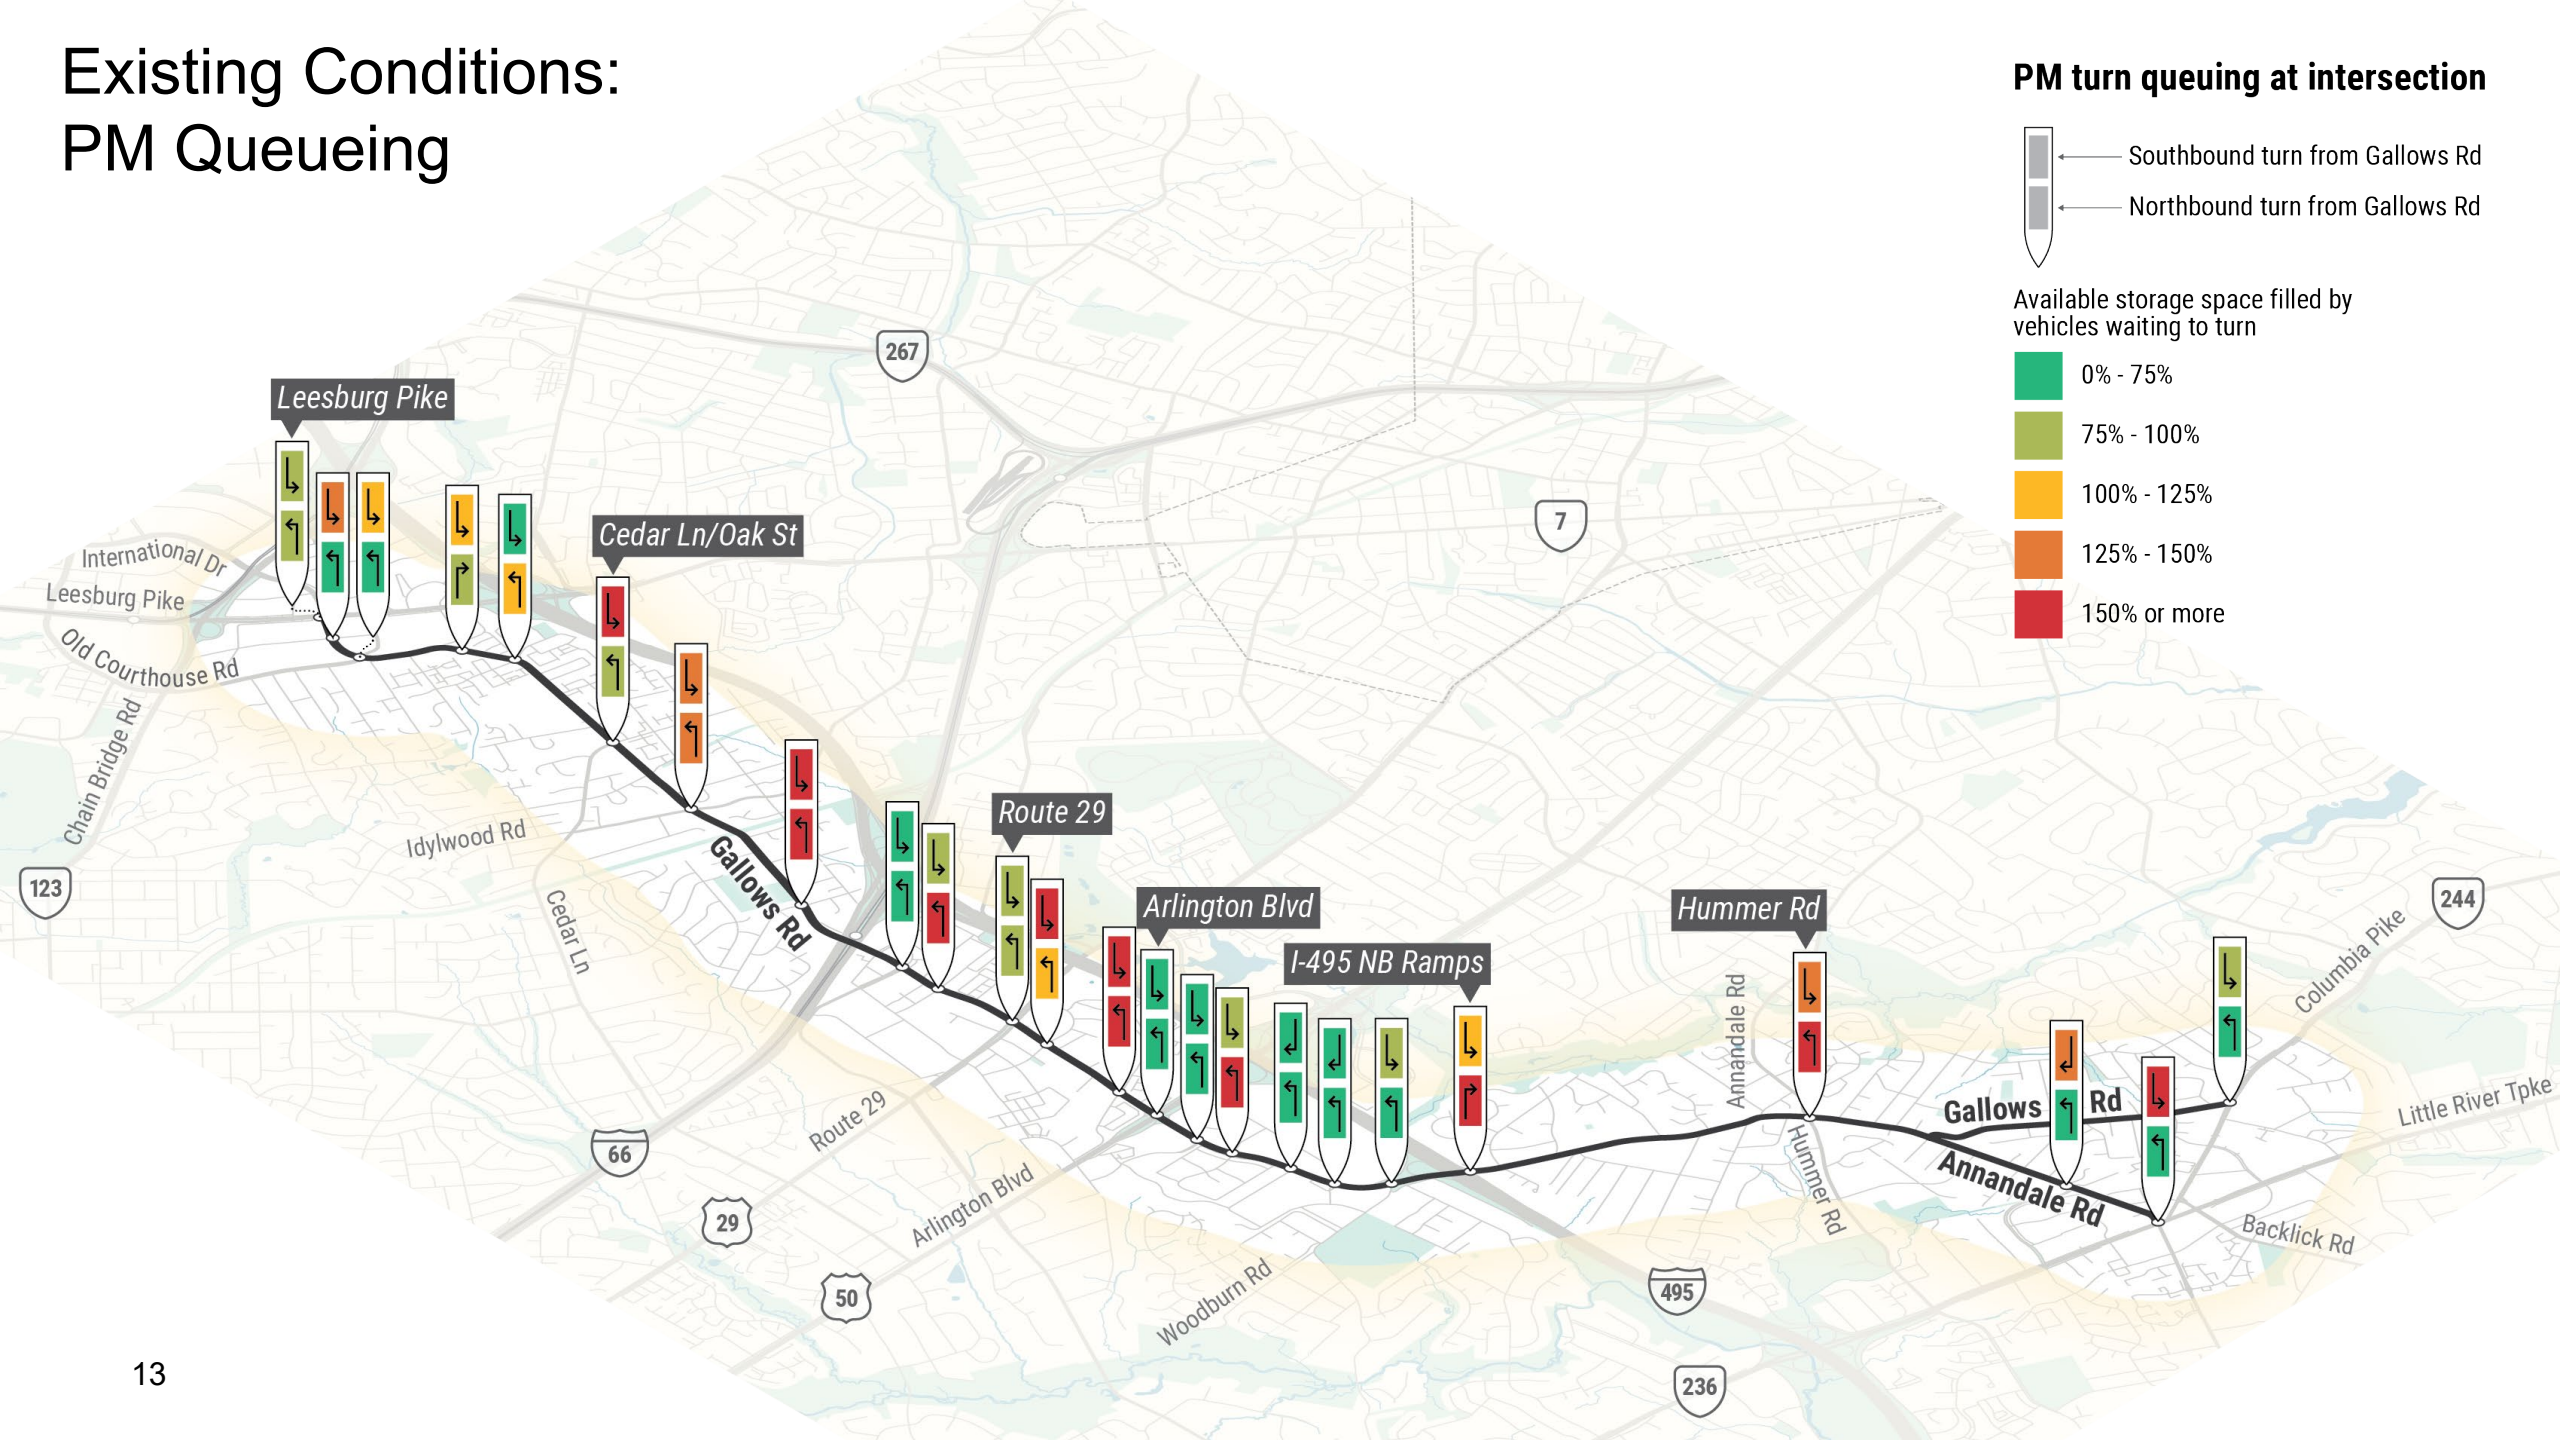 Existing Conditions:
PM Queueing
PM turn queuing at intersection
Southbound turn from Gallows Rd
Northbound turn from Gallows Rd
Available storage space filled by
vehicles waiting to turn
0% - 75%
75% - 100%
100% - 125%
125% - 150%
150% or more
267
Leesburg Pike
7
Cedar Ln/Oak St
International Dr
Leesburg Pike
Old Courthouse Rd
Chain Bridge Rd
Idylwood Rd
Gallows Rd
Route 29
123
Cedar Ln
Arlington Blvd
Hummer Rd
244
I-495 NB Ramps
Columbia Pike
Annandale Rd
Gallows Rd
Little River Tpke
Route 29
66
Annandale Rd
Hummer Rd
Arlington Blvd
29
Backlick Rd
Woodburn Rd
50
495
13
236